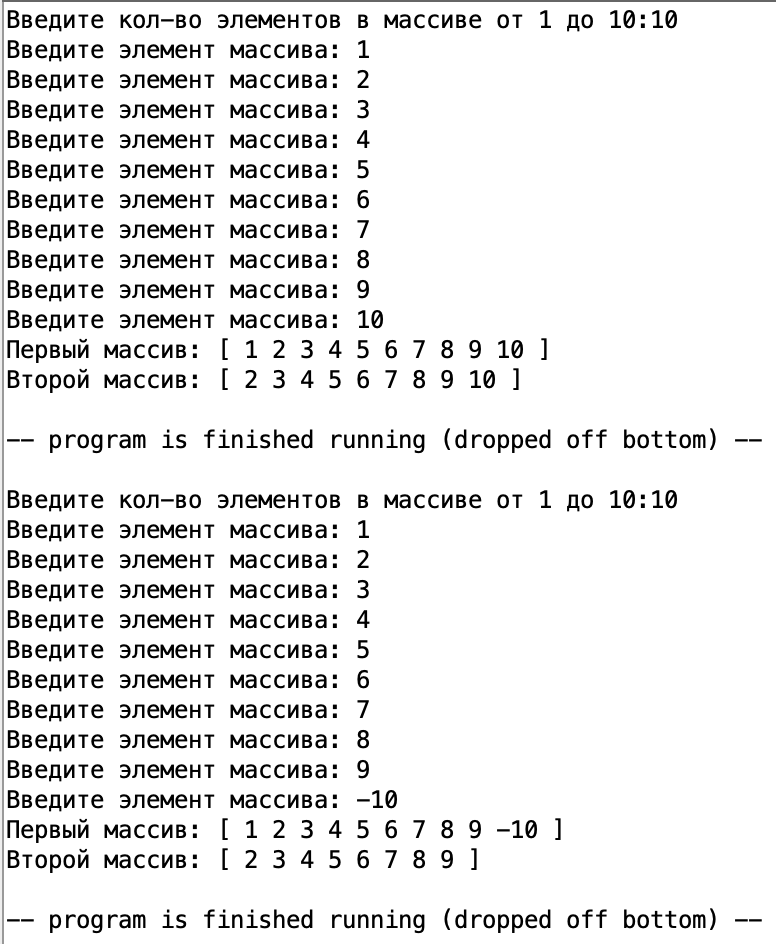 Введите кол-во элементов в массиве от 1 до 10:10
Введите элемент массива: 1
Введите элемент массива: 2
Введите элемент массива: 3
Введите элемент массива: 4
Введите элемент массива: 5
Введите элемент массива: 6
Введите элемент массива: 7
Введите элемент массива: 8
Введите элемент массива: 9
Введите элемент массива: 10
Первый массив: [ 1 2 3 4 5 6 7 8 9 10 ]
Второй массив: [ 2 3 4 5 6 7 8 9 10 ]
-- program is finished running (dropped off bottom) --
Введите кол-во элементов в массиве от 1 до 10:10
Введите элемент массива: 1
Введите элемент массива: 2
Введите элемент массива: 3
Введите элемент массива: 4
Введите элемент массива: 5
Введите элемент массива: 6
Введите элемент массива: 7
Введите элемент массива: 8
Введите элемент массива: 9
Введите элемент массива: -10
Первый массив: [ 1 2 3 4 5 6 7 8 9 -10 ]
Второй массив: [ 2 3 4 5 6 7 8 9 ]
-- program is finished running (dropped off bottom) --